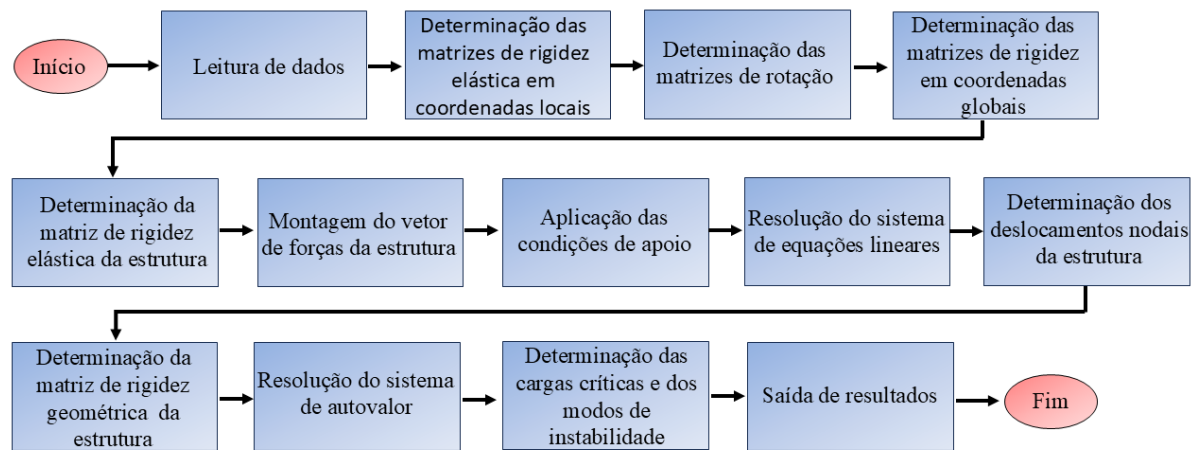 Início
Leitura de dados
Determinação das
matrizes de rigidez
elástica em
coordenadas locais
Determinação das
matrizes de rotação
Determinação das
matrizes de rigidez
em coordenadas
globais
Determinação da
matriz de rigidez
elástica da estrutura
Montagem do vetor
de forças da estrutura
Aplicação das
condições de apoio
Resolução do sistema
de equações lineares
Determinação dos
deslocamentos nodais
da estrutura
Determinação da
matriz de rigidez
geométrica da
estrutura
Resolução do sistema
de autovalor
Determinação das
cargas críticas e dos
modos de
instabilidade
Saída de resultados
Fim